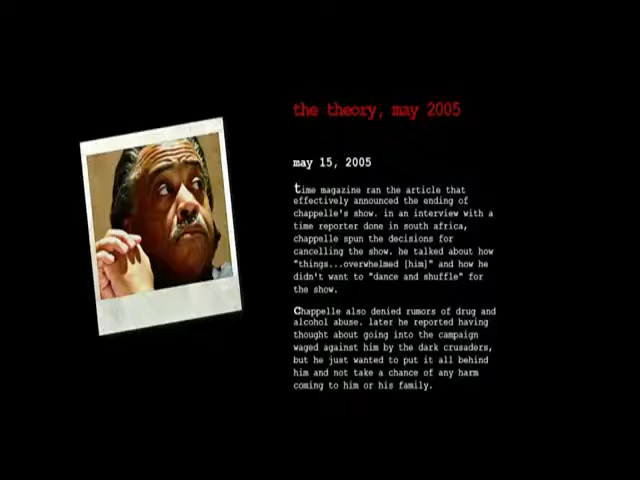 the theory, may 2005
may 15, 2005
time magazine ran the article that
effectively announced the ending of
chappelle's show. in an interview with a
time reporter done in south africa,
chappelle spun the decisions for
cancelling the show. he talked about how
"things...overwhelmed [him]" and how he
didn't want to "dance and shuffle" for
the show.
Chappelle also denied rumors of drug and
alcohol abuse. later he reported having
thought about going into the campaign
waged against him by the dark crusaders,
but he just wanted to put it all behind
him and not take a chance of any harm
coming to him or his family.